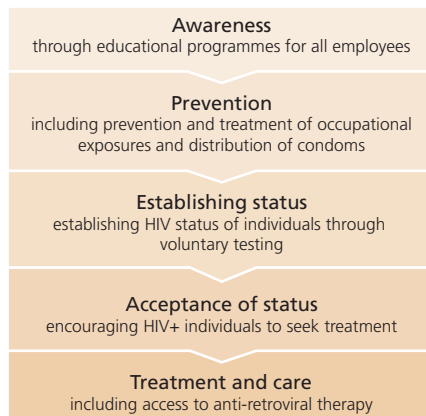 Awareness
through educational programmes for all employees
Prevention
including prevention and treatment of occupational
exposures and distribution of condoms
Establishing status
establishing HIV status of individuals through
voluntary testing
Acceptance of status
encouraging HIV+ individuals to seek treatment
Treatment and care
including access to anti-retroviral therapy